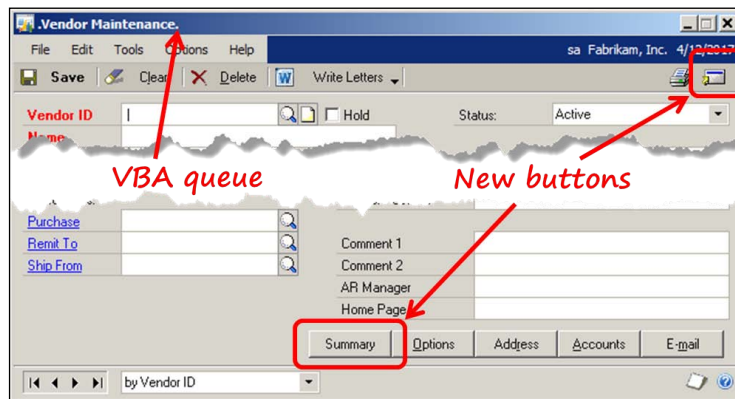 .Vendor Maintenance.
File Edit Tools Options Help sa Fabrikam, Inc. 4/12/2017
Save Clear Delete Write Letters
Vendor ID Hold Status: Active
Name
VBA queue New buttons
Purchase
Remit To Comment 1
Ship From Comment 2
AR Manager
Home Page
Summary Options Address Accounts E-mail
by Vendor ID